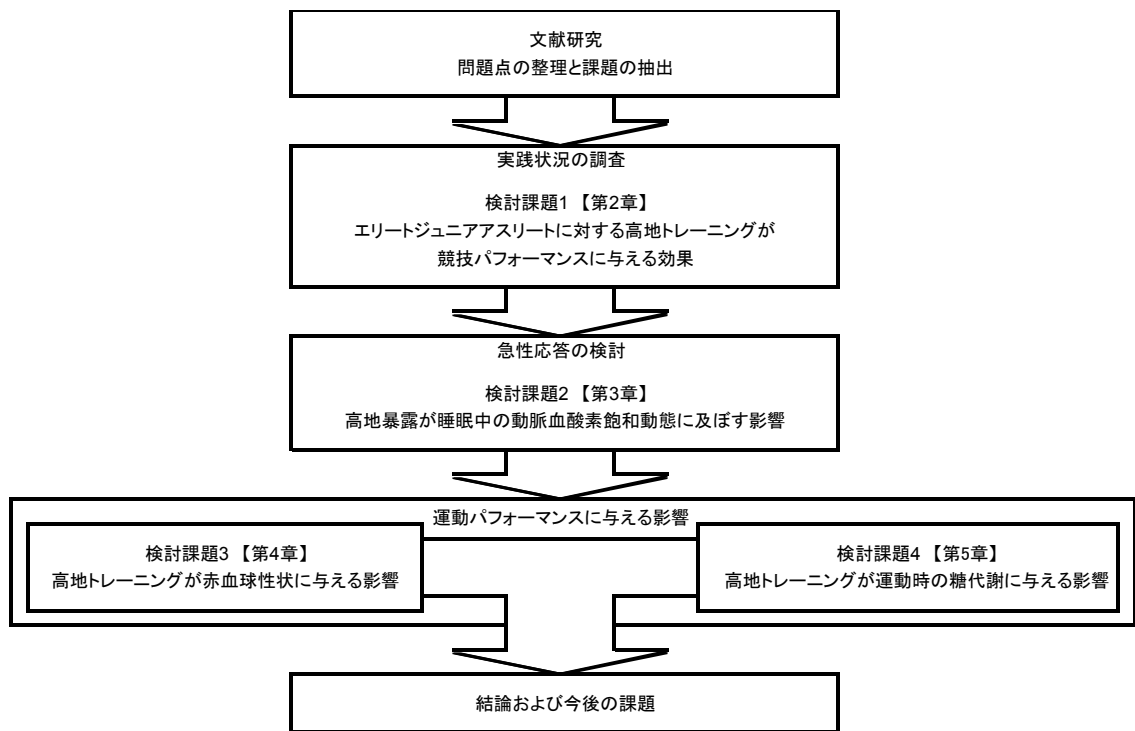 文献研究
問題点の整理と課題の抽出
実践状況の調査
検討課題1 【第2章】
エリートジュニアアスリートに対する高地トレーニングが
競技パフォーマンスに与える効果
急性応答の検討
検討課題2 【第3章】
高地暴露が睡眠中の動脈血酸素飽和動態に及ぼす影響
運動パフォーマンスに与える影響
検討課題3 【第4章】
高地トレーニングが赤血球性状に与える影響
検討課題4 【第5章】
高地トレーニングが運動時の糖代謝に与える影響
結論および今後の課題